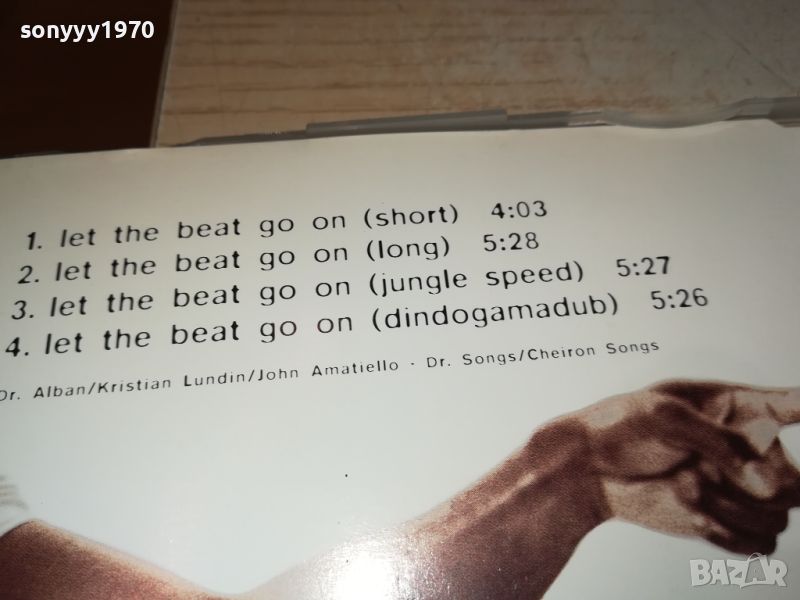 sonyyy1970
1. let the beat go on (short) 4:03
2. let the beat go on (long) 5:28
3. let the beat go on (jungle speed) 5:27
4. let the beat go on (dindogamadub) 5:26
Dr. Alban/Kristian Lundin/John Amatiello · Dr. Songs/Cheiron Songs
BAZAR